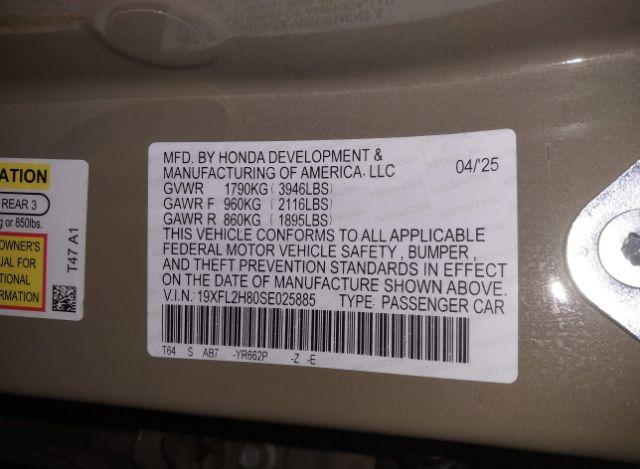 ATION
REAR 3
g or 850lbs.
OWNER'S
UAL FOR
TIONAL
RMATION
T47 A1
MFD. BY HONDA DEVELOPMENT &
MANUFACTURING OF AMERICA, LLC 04/'25
GVWR 1790KG ( 3946LBS)
GAWR F 960KG ( 2116LBS)
GAWR R 860KG ( 1895LBS)
THIS VEHICLE CONFORMS TO ALL APPLICABLE
FEDERAL MOTOR VEHICLE SAFETY , BUMPER ,
AND THEFT PREVENTION STANDARDS IN EFFECT
ON THE DATE OF MANUFACTURE SHOWN ABOVE.
V.I.N.: 19XFL2H80SE025885 TYPE: PASSENGER CAR
T64 S AB7 -YR662P -Z -E